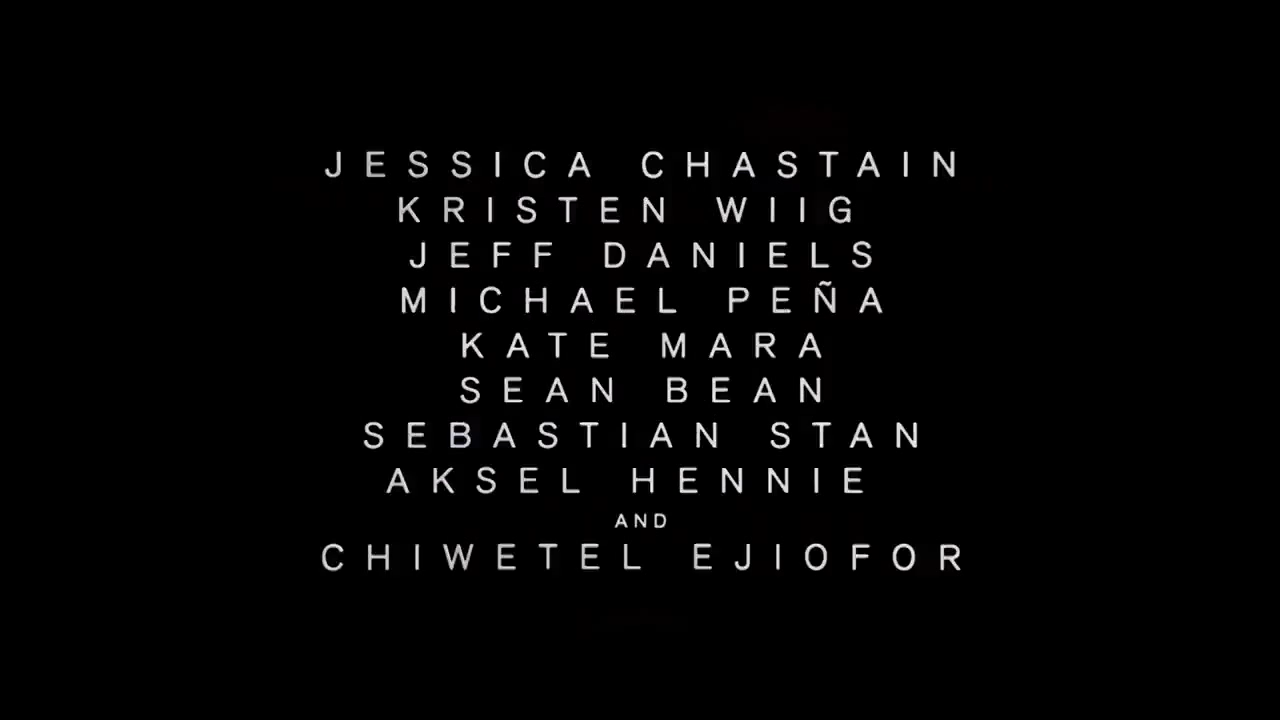 JESSICA CHASTAIN
KRISTEN WIIG
JEFF DANIELS
MICHAEL PEÑA
KATE MARA
SEAN BEAN
SEBASTIAN STAN
AKSEL HENNIE
AND
CHIWETEL EJIOFOR